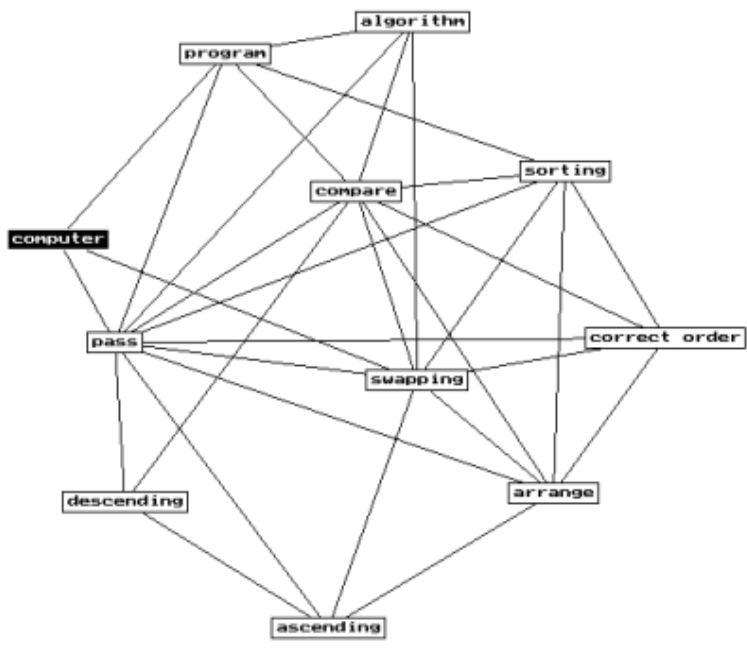 algorithm
program
sorting
compare
computer
correct order
pass
swapping
arrange
descending
ascending